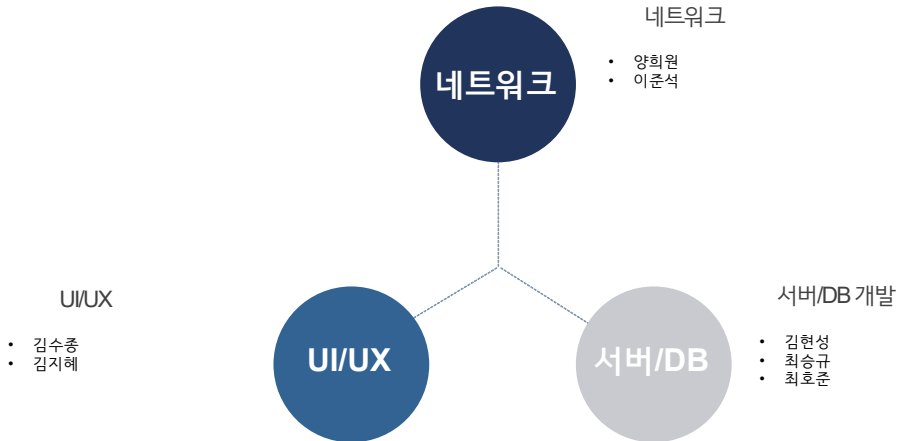 네트워크
네트워크
• 양희원
• 이준석
UI/UX
• 김수종
• 김지혜
UI/UX
서버/DB
서버/DB 개발
• 김현성
• 최승규
• 최호준